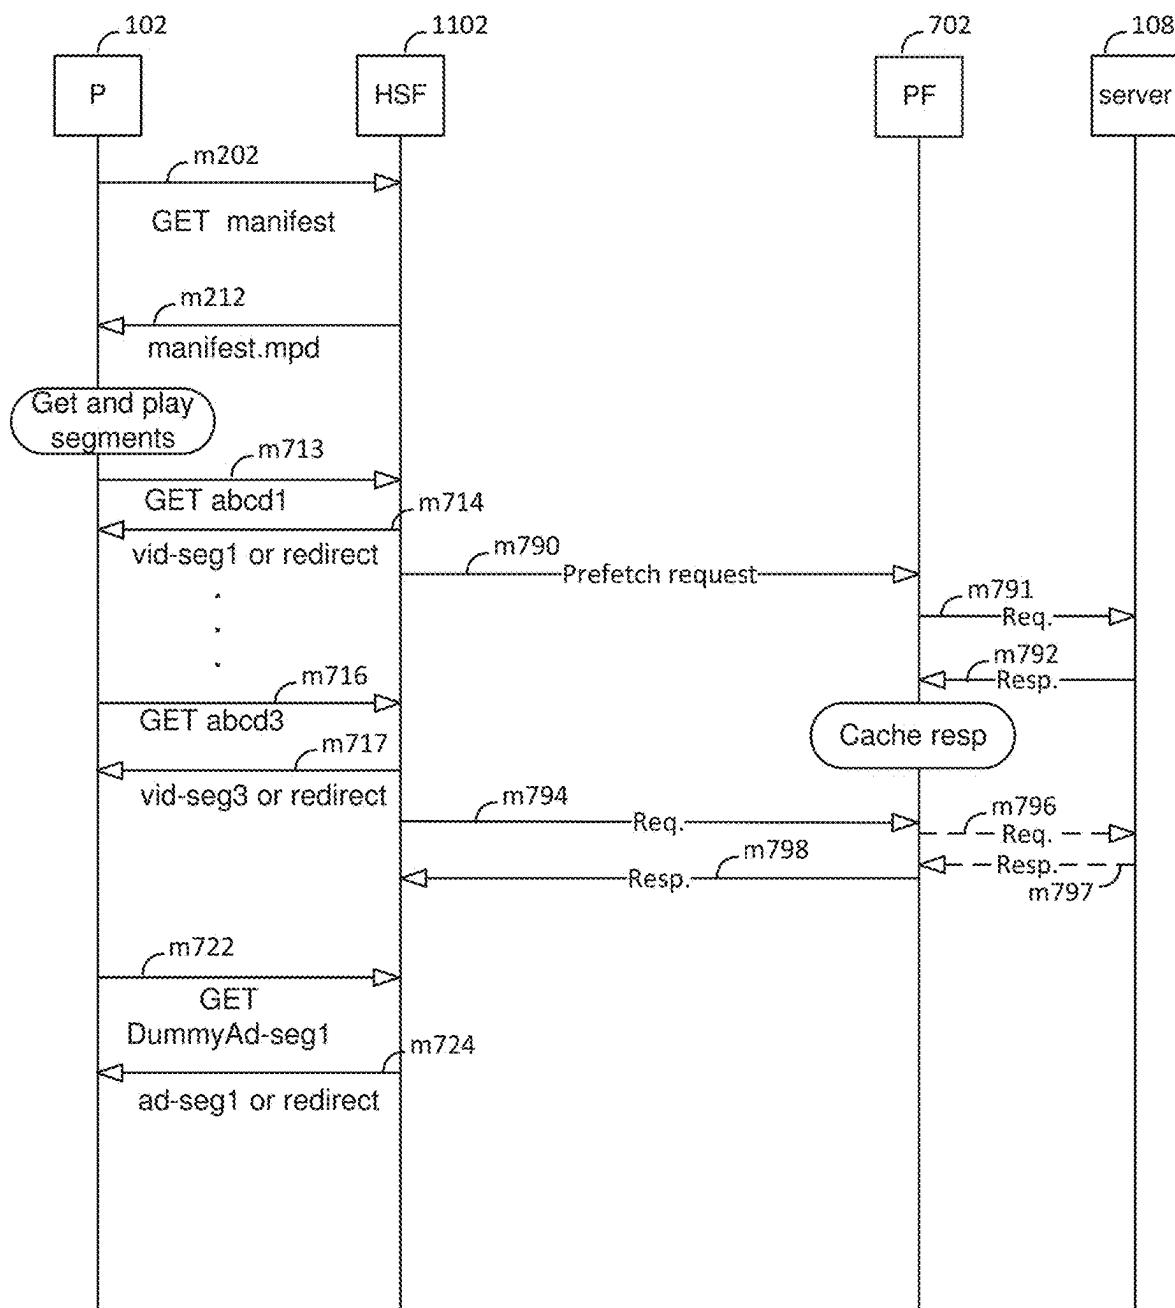 102
1102
702
108
P
HSF
PF
server
m202
GET manifest
m212
manifest.mpd
Get and play
segments
m713
GET abcd1
m714
vid-seg1 or redirect
m790
Prefetch request
m791
Req.
m792
Resp.
m716
GET abcd3
Cache resp
m717
vid-seg3 or redirect
m794
Req.
m796
Req.
m798
Resp.
Resp.
m797
m722
GET
DummyAd-seg1
m724
ad-seg1 or redirect